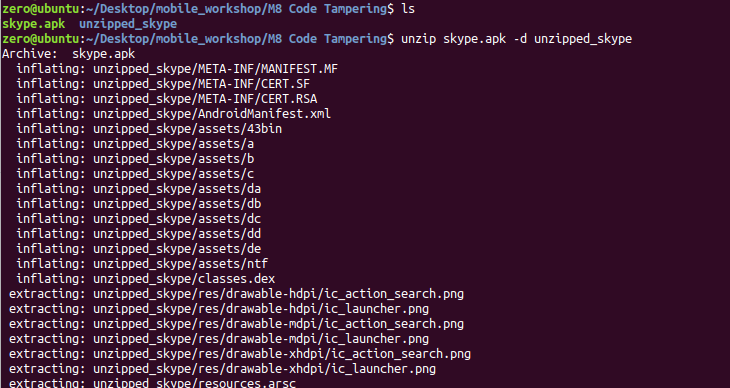 zero@ubuntu:~/Desktop/mobile_workshop/M8 Code Tampering$ ls
skype.apk  unzipped_skype
zero@ubuntu:~/Desktop/mobile_workshop/M8 Code Tampering$ unzip skype.apk -d unzipped_skype
Archive:  skype.apk
  inflating: unzipped_skype/META-INF/MANIFEST.MF
  inflating: unzipped_skype/META-INF/CERT.SF
  inflating: unzipped_skype/META-INF/CERT.RSA
  inflating: unzipped_skype/AndroidManifest.xml
  inflating: unzipped_skype/assets/43bin
  inflating: unzipped_skype/assets/a
  inflating: unzipped_skype/assets/b
  inflating: unzipped_skype/assets/c
  inflating: unzipped_skype/assets/da
  inflating: unzipped_skype/assets/db
  inflating: unzipped_skype/assets/dc
  inflating: unzipped_skype/assets/dd
  inflating: unzipped_skype/assets/de
  inflating: unzipped_skype/assets/ntf
  inflating: unzipped_skype/classes.dex
 extracting: unzipped_skype/res/drawable-hdpi/ic_action_search.png
 extracting: unzipped_skype/res/drawable-hdpi/ic_launcher.png
 extracting: unzipped_skype/res/drawable-mdpi/ic_action_search.png
 extracting: unzipped_skype/res/drawable-mdpi/ic_launcher.png
 extracting: unzipped_skype/res/drawable-xhdpi/ic_action_search.png
 extracting: unzipped_skype/res/drawable-xhdpi/ic_launcher.png
 extracting: unzipped_skype/resources.arsc